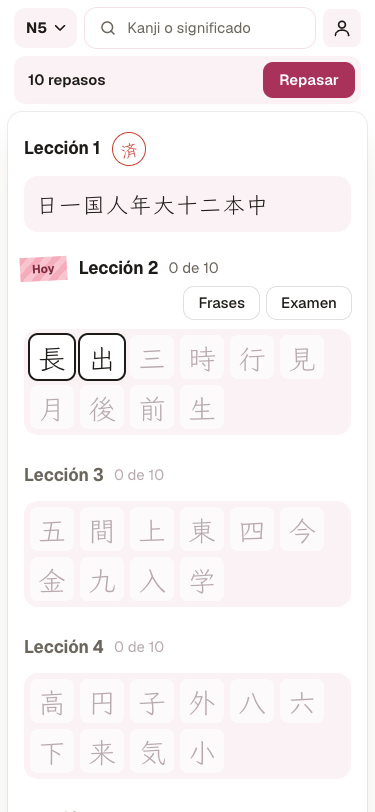 N5 Kanji o significado
10 repasos Repasar
Lección 1 済
日一国人年大十二本中
Hoy Lección 2 0 de 10
Frases Examen
長 出 三 時 行 見
月 後 前 生
Lección 3 0 de 10
五 間 上 東 四 今
金 九 入 学
Lección 4 0 de 10
高 円 子 外 八 六
下 来 気 小